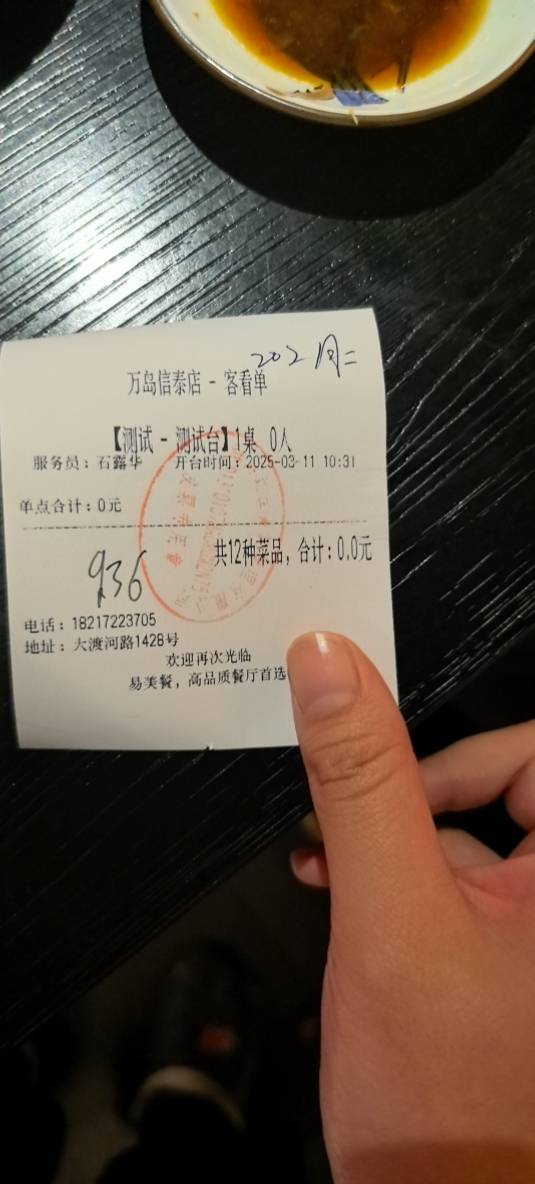 202
万岛信泰店 - 客看单
【测试 - 测试台】1桌 0人
服务员：石露华 开台时间：2025-03-11 10:31
单点合计：0元
共12种菜品，合计：0.0元
936
电话：18217223705
地址：大渡河路1428号
欢迎再次光临
易美餐，高品质餐厅首选